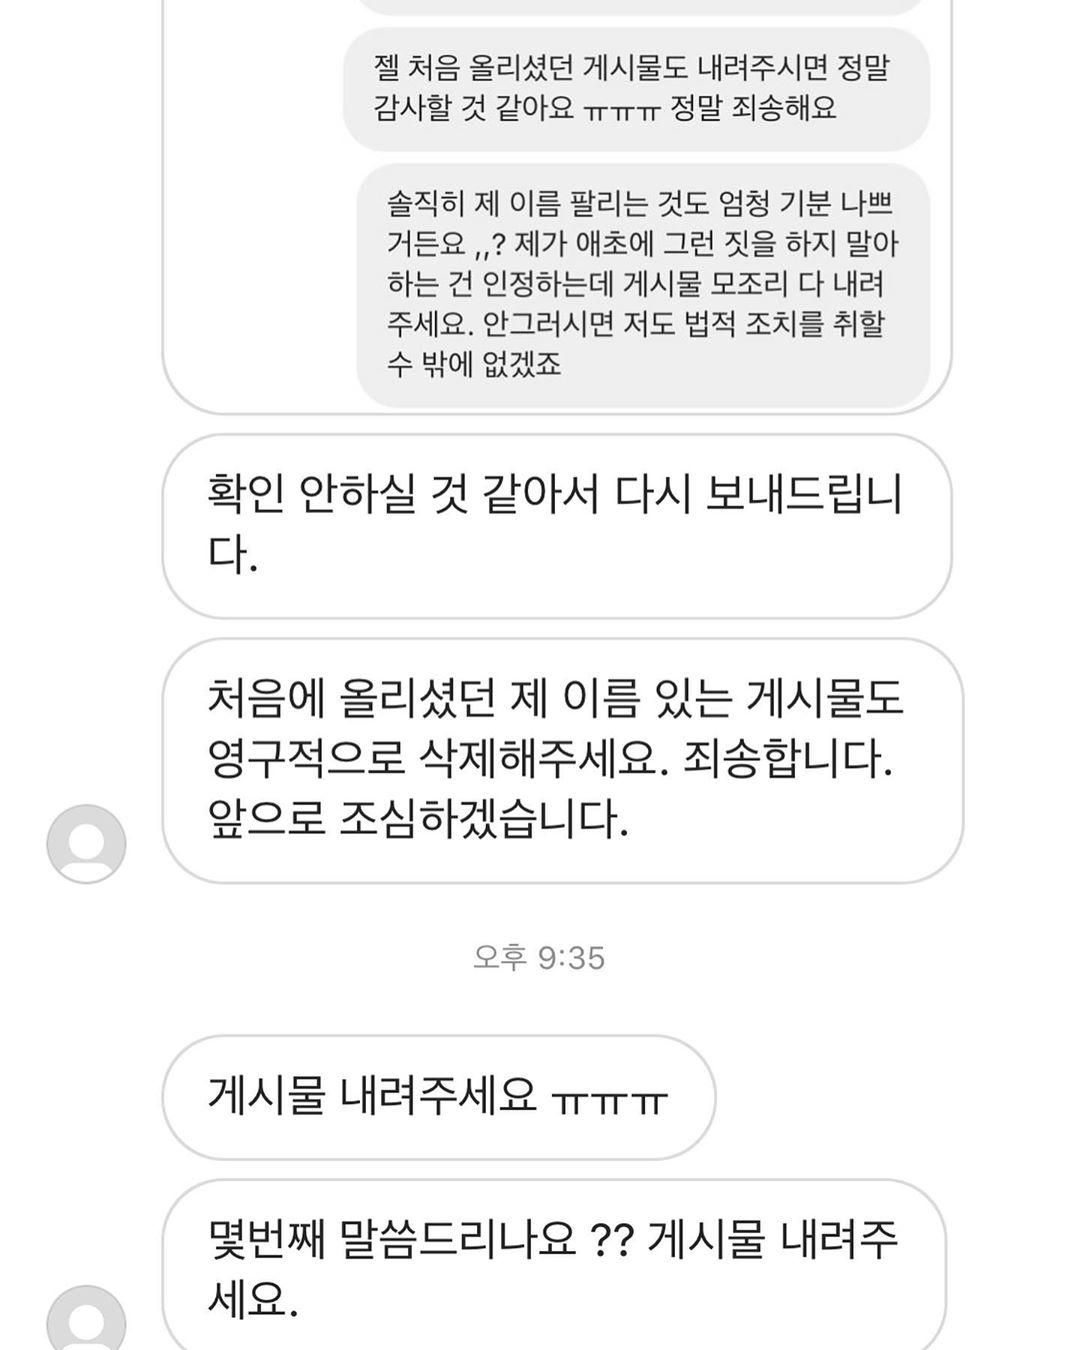 젤 처음 올리셨던 게시물도 내려주시면 정말
감사할 것 같아요 ㅠㅠㅠ 정말 죄송해요
솔직히 제 이름 팔리는 것도 엄청 기분 나쁘
거든요 ,,? 제가 애초에 그런 짓을 하지 말아
하는 건 인정하는데 게시물 모조리 다 내려
주세요. 안그러시면 저도 법적 조치를 취할
수 밖에 없겠죠
확인 안하실 것 같아서 다시 보내드립니
다.
처음에 올리셨던 제 이름 있는 게시물도
영구적으로 삭제해주세요. 죄송합니다.
앞으로 조심하겠습니다.
오후 9:35
게시물 내려주세요 ㅠㅠㅠ
몇번째 말씀드리나요 ?? 게시물 내려주
세요.